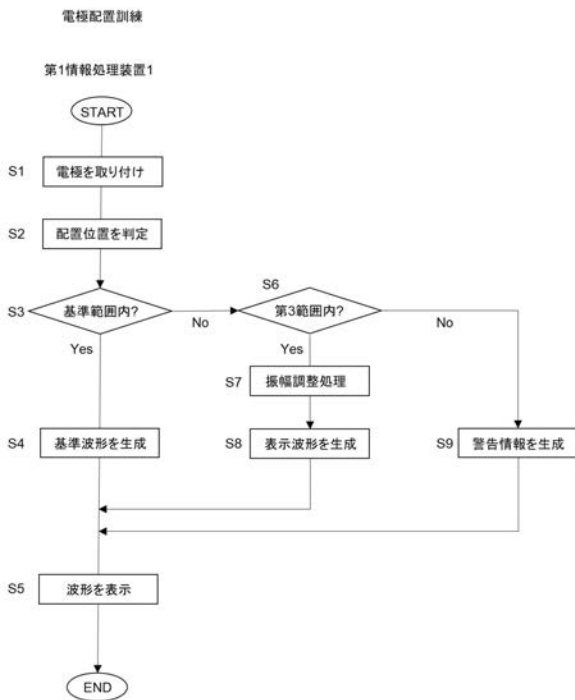 電極配置訓練
第1情報処理装置1
START
S1 電極を取り付け
S2 配置位置を判定
S6
S3 基準範囲内? 第3範囲内?
No No
Yes Yes
S7 振幅調整処理
S4 基準波形を生成 S8 表示波形を生成 S9 警告情報を生成
S5 波形を表示
END